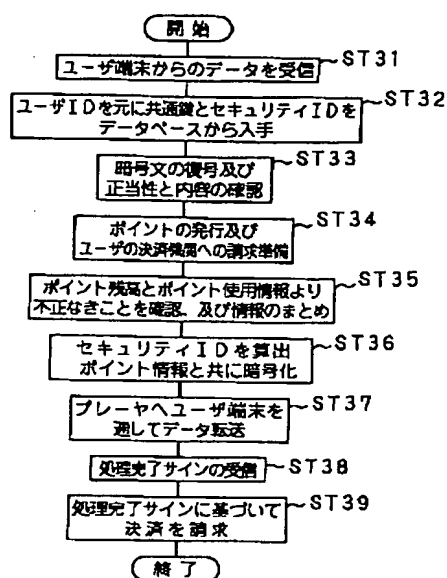 開始
ユーザ端末からのデータを受信
ST31
ユーザIDを元に共通鍵とセキュリティIDを
データベースから入手
ST32
暗号文の復号及び
正当性と内容の確認
ST33
ポイントの発行及び
ユーザの決済機関への請求準備
ST34
ポイント残高とポイント使用情報より
不正なきことを確認、及び情報のまとめ
ST35
セキュリティIDを算出
ポイント情報と共に暗号化
ST36
プレーヤへユーザ端末を
通してデータ転送
ST37
処理完了サインの受信
ST38
処理完了サインに基づいて
決済を請求
ST39
終了